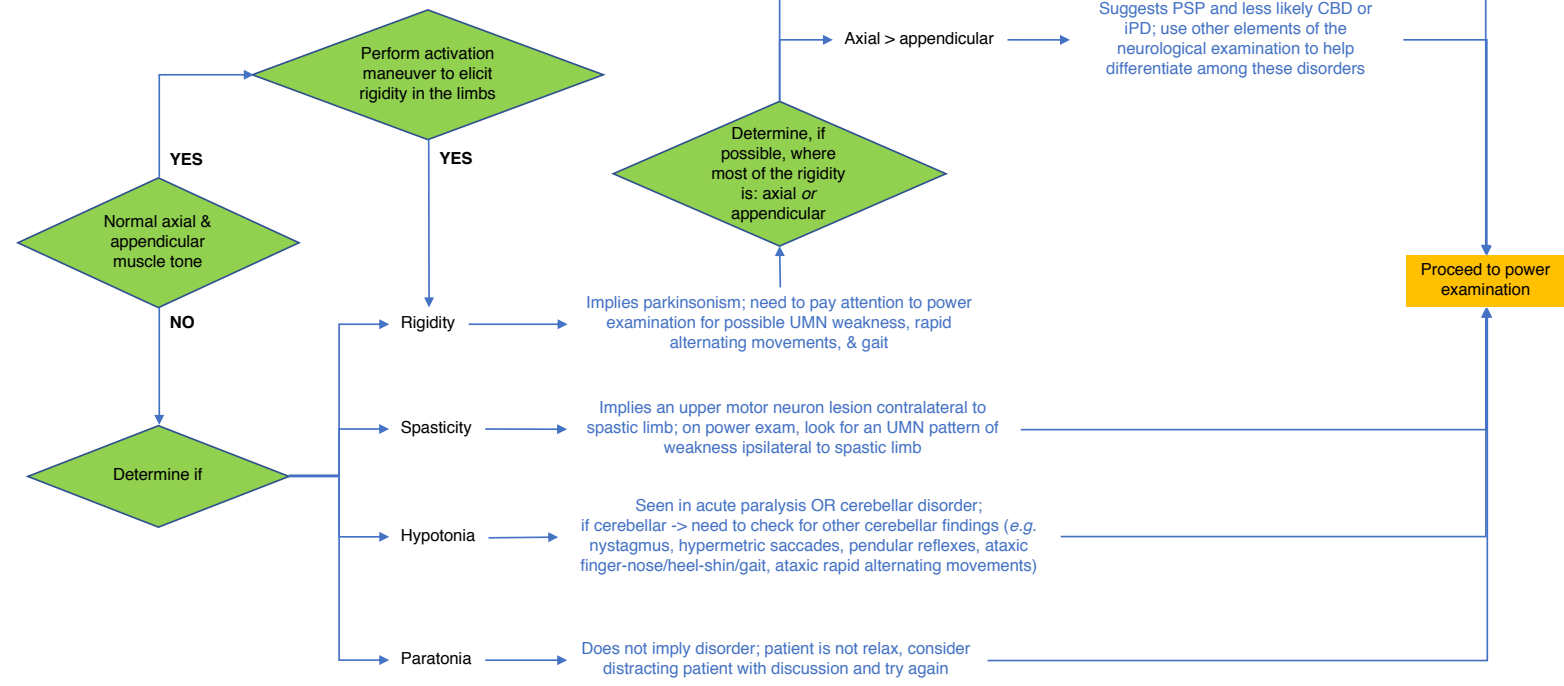 Suggests PSP and less likely CBD or
iPD; use other elements of the
neurological examination to help
differentiate among these disorders
Axial > appendicular
Perform activation
maneuver to elicit
rigidity in the limbs
YES
YES
Determine, if
possible, where
most of the rigidity
is: axial or
appendicular
Normal axial &
appendicular
muscle tone
NO
Proceed to power
examination
Rigidity
Implies parkinsonism; need to pay attention to power
examination for possible UMN weakness, rapid
alternating movements, & gait
Determine if
Spasticity
Implies an upper motor neuron lesion contralateral to
spastic limb; on power exam, look for an UMN pattern of
weakness ipsilateral to spastic limb
Hypotonia
Seen in acute paralysis OR cerebellar disorder;
if cerebellar -> need to check for other cerebellar findings (e.g.
nystagmus, hypermetric saccades, pendular reflexes, ataxic
finger-nose/heel-shin/gait, ataxic rapid alternating movements)
Paratonia
Does not imply disorder; patient is not relax, consider
distracting patient with discussion and try again